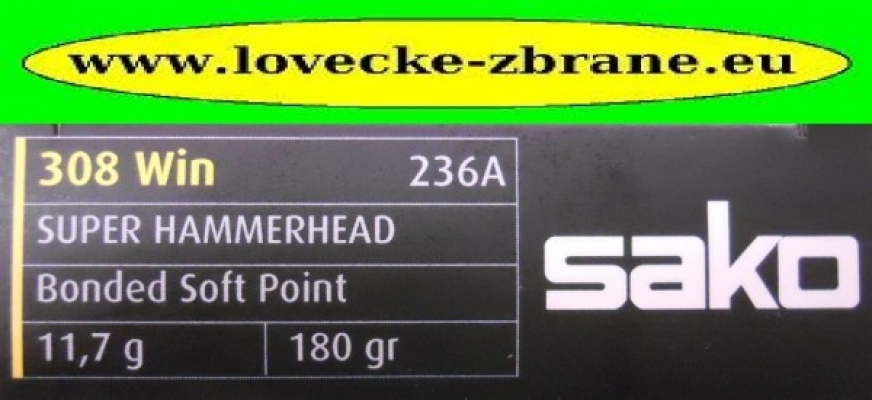 www.lovecke-zbrane.eu
308 Win 236A
SUPER HAMMERHEAD
Bonded Soft Point
11,7 g 180 gr
sako